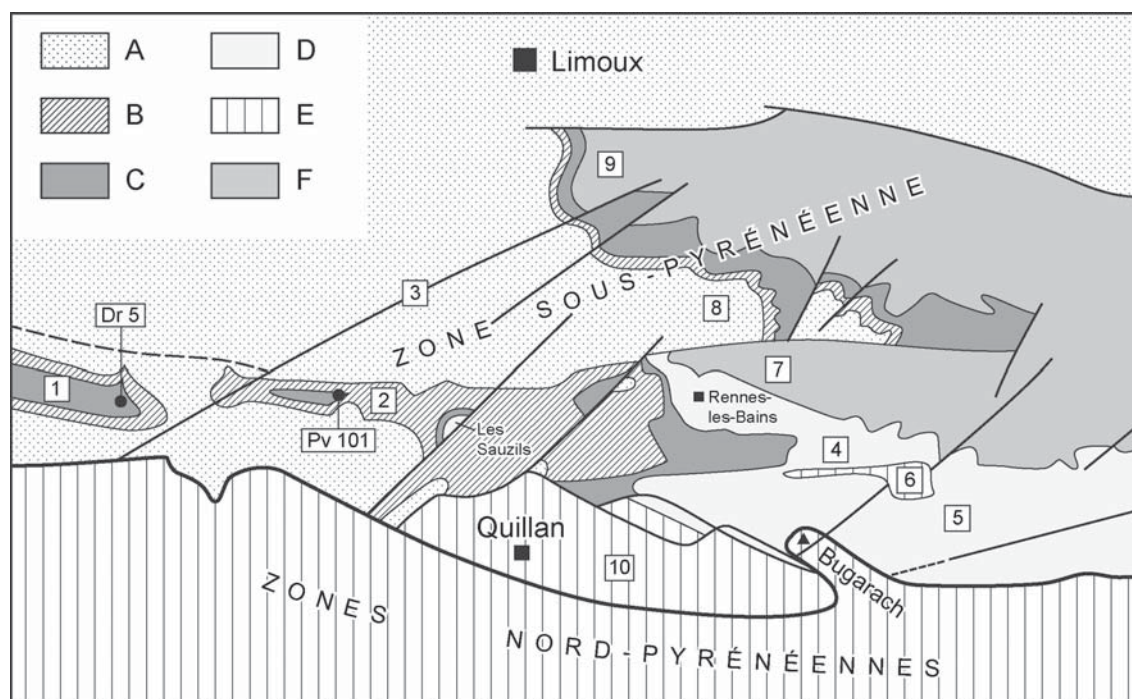 A
B
C
D
E
F
Limoux
9
3
ZONE SOUS-PYRÉNÉENNE
8
Dr 5
1
2
Pv 101
Les
Sauzils
7
Rennes-
les-Bains
4
6
5
Quillan
10
Bugarach
ZONES
NORD-PYRÉNÉENNES